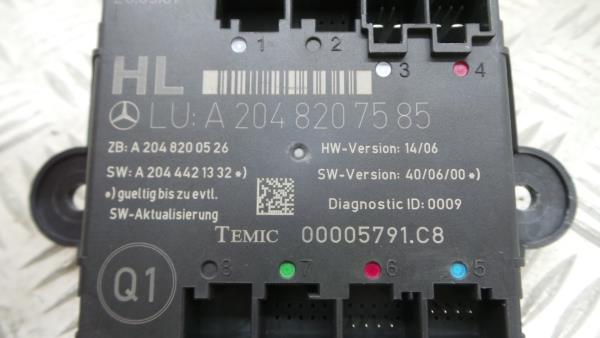 1 2
3 4
HL
LU: A 204 820 75 85
ZB: A 204 820 05 26
HW-Version: 14/06
SW: A 204 442 13 32 *)
SW-Version: 40/06/00 *)
*) gueltig bis zu evtl.
SW-Aktualisierung
Diagnostic ID: 0009
TEMIC 00005791.C8
Q1
8 7 6 5